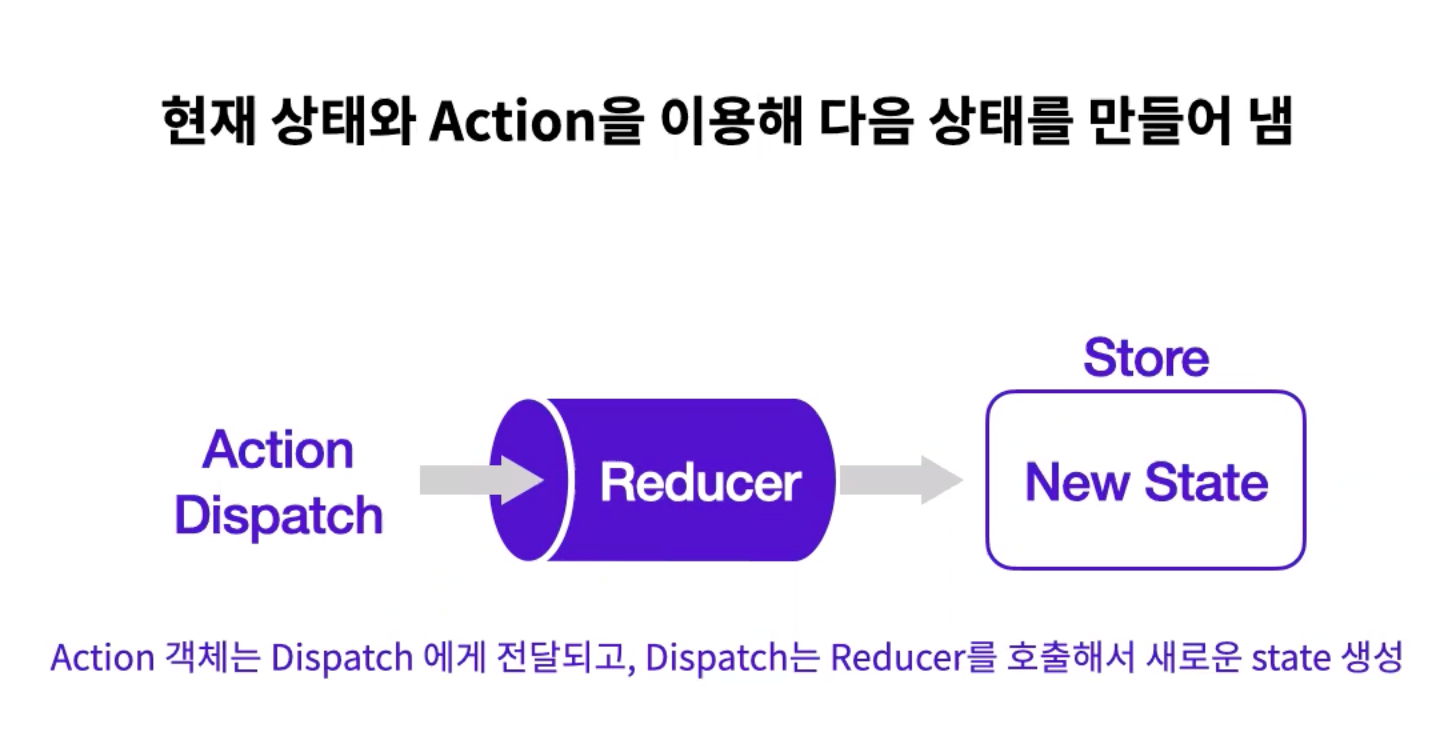 현재 상태와 Action을 이용해 다음 상태를 만들어 냄
Store
Action
Dispatch
Reducer
New State
Action 객체는 Dispatch 에게 전달되고, Dispatch는 Reducer를 호출해서 새로운 state 생성